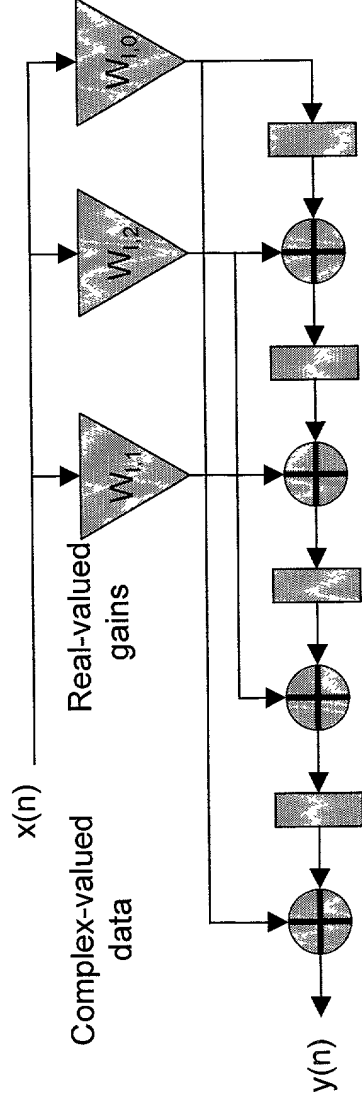 x(n)
Complex-valued
data
Real-valued
gains
W₁,₁
W₁,₂
W₁,₀
y(n)